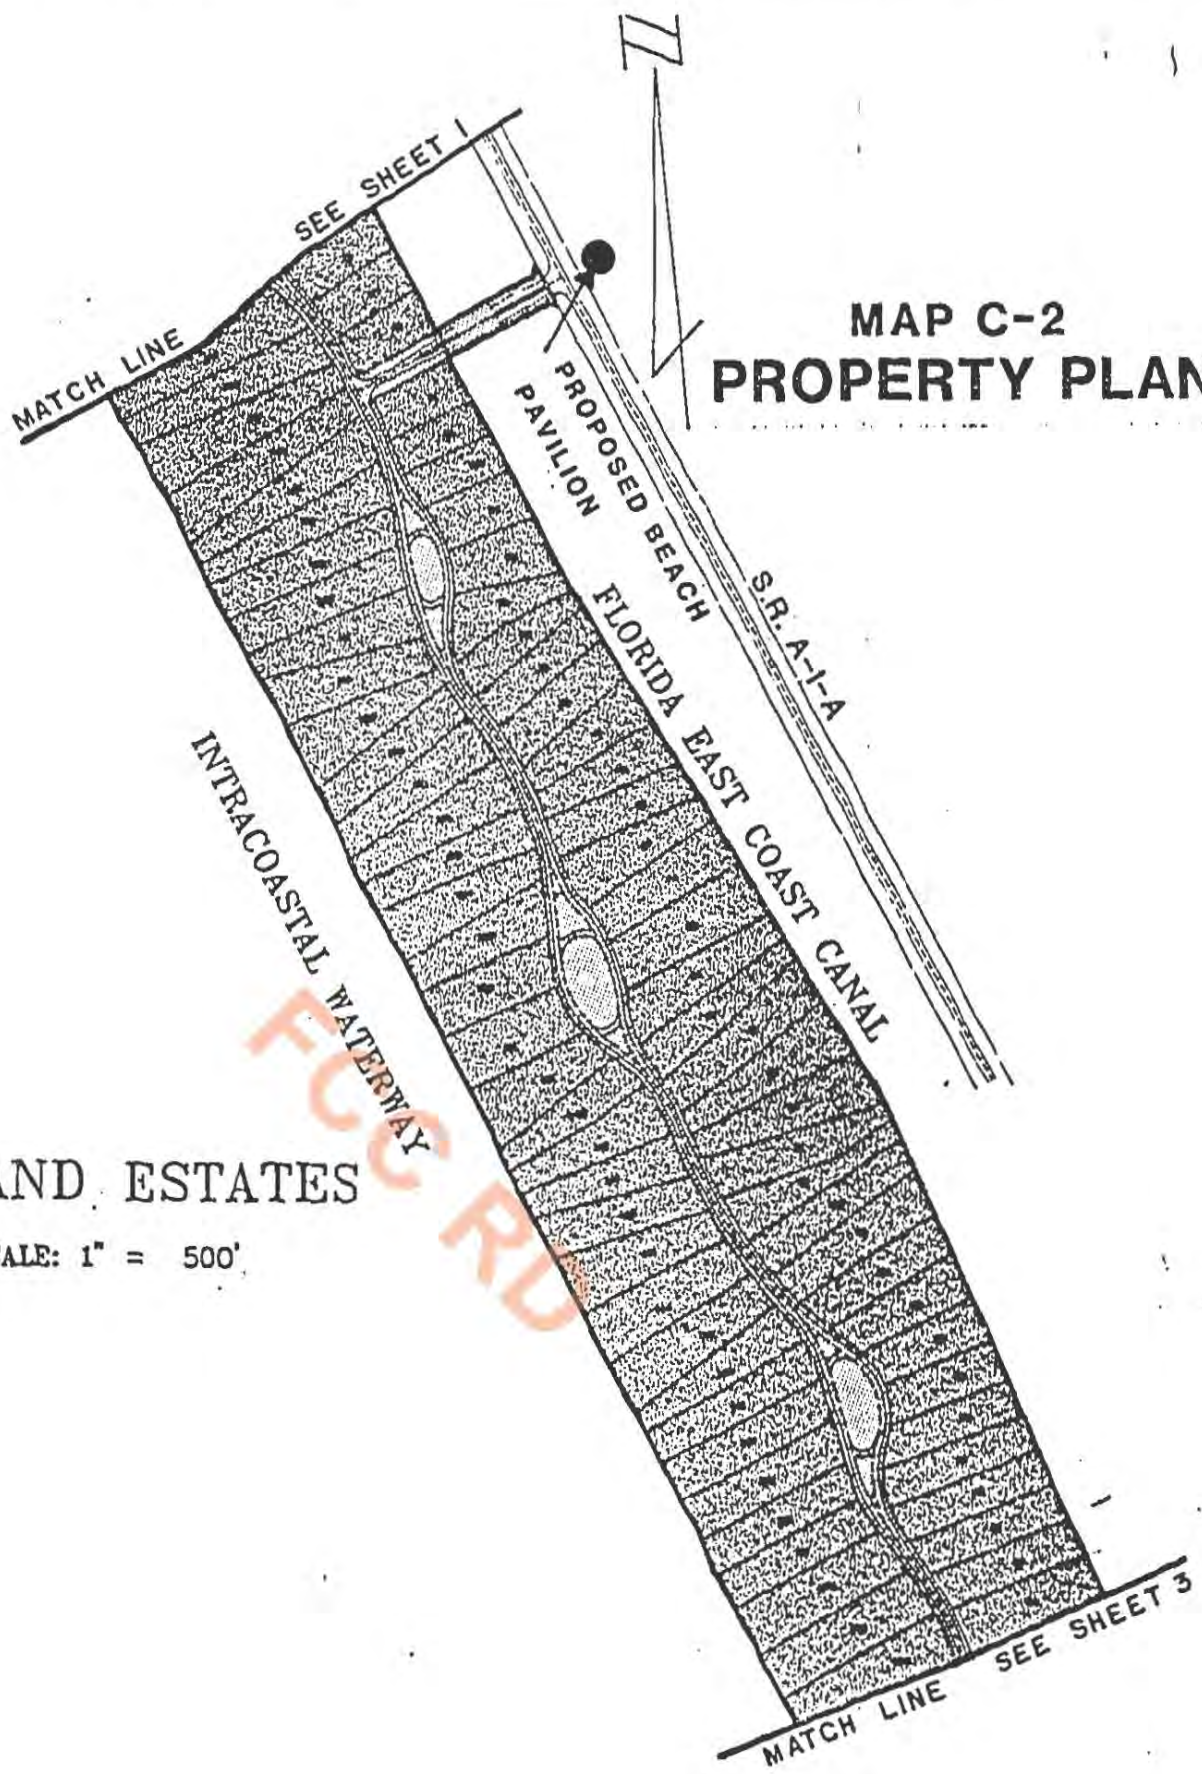 N
SEE SHEET 1
MATCH LINE
MAP C-2
PROPERTY PLAN
PROPOSED BEACH
PAVILION
S.R. A-1-A
FLORIDA EAST COAST CANAL
INTRACOASTAL WATERWAY
FCC RD
AND ESTATES
ALE: 1" = 500'
MATCH LINE SEE SHEET 3